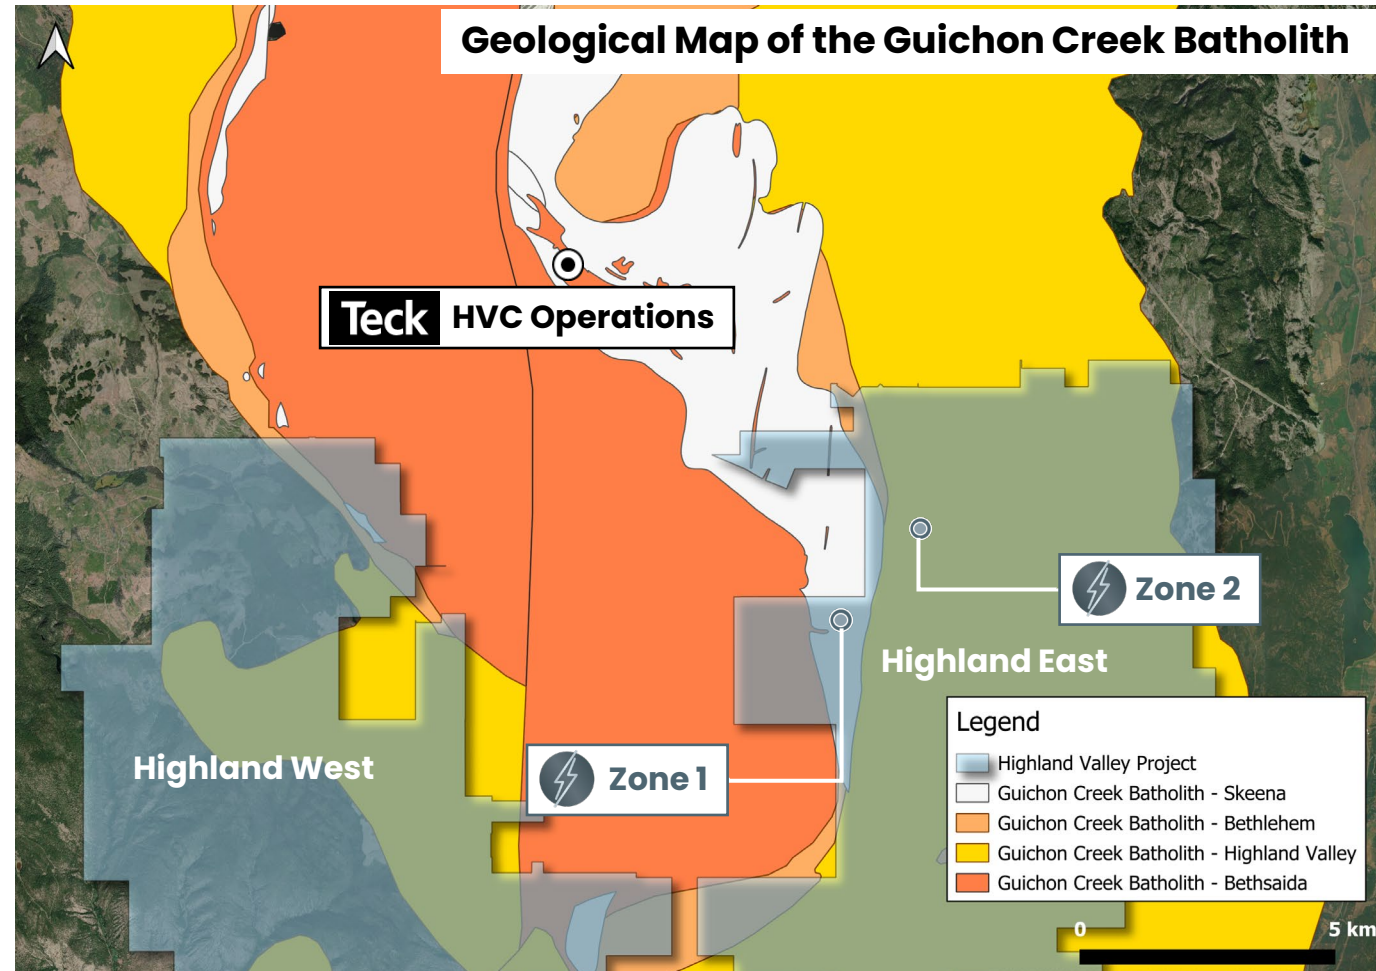 Geological Map of the Guichon Creek Batholith
Teck HVC Operations
Zone 2
Highland East
Highland West
Zone 1
Legend
Highland Valley Project
Guichon Creek Batholith - Skeena
Guichon Creek Batholith - Bethlehem
Guichon Creek Batholith - Highland Valley
Guichon Creek Batholith - Bethsaida
0 5 km